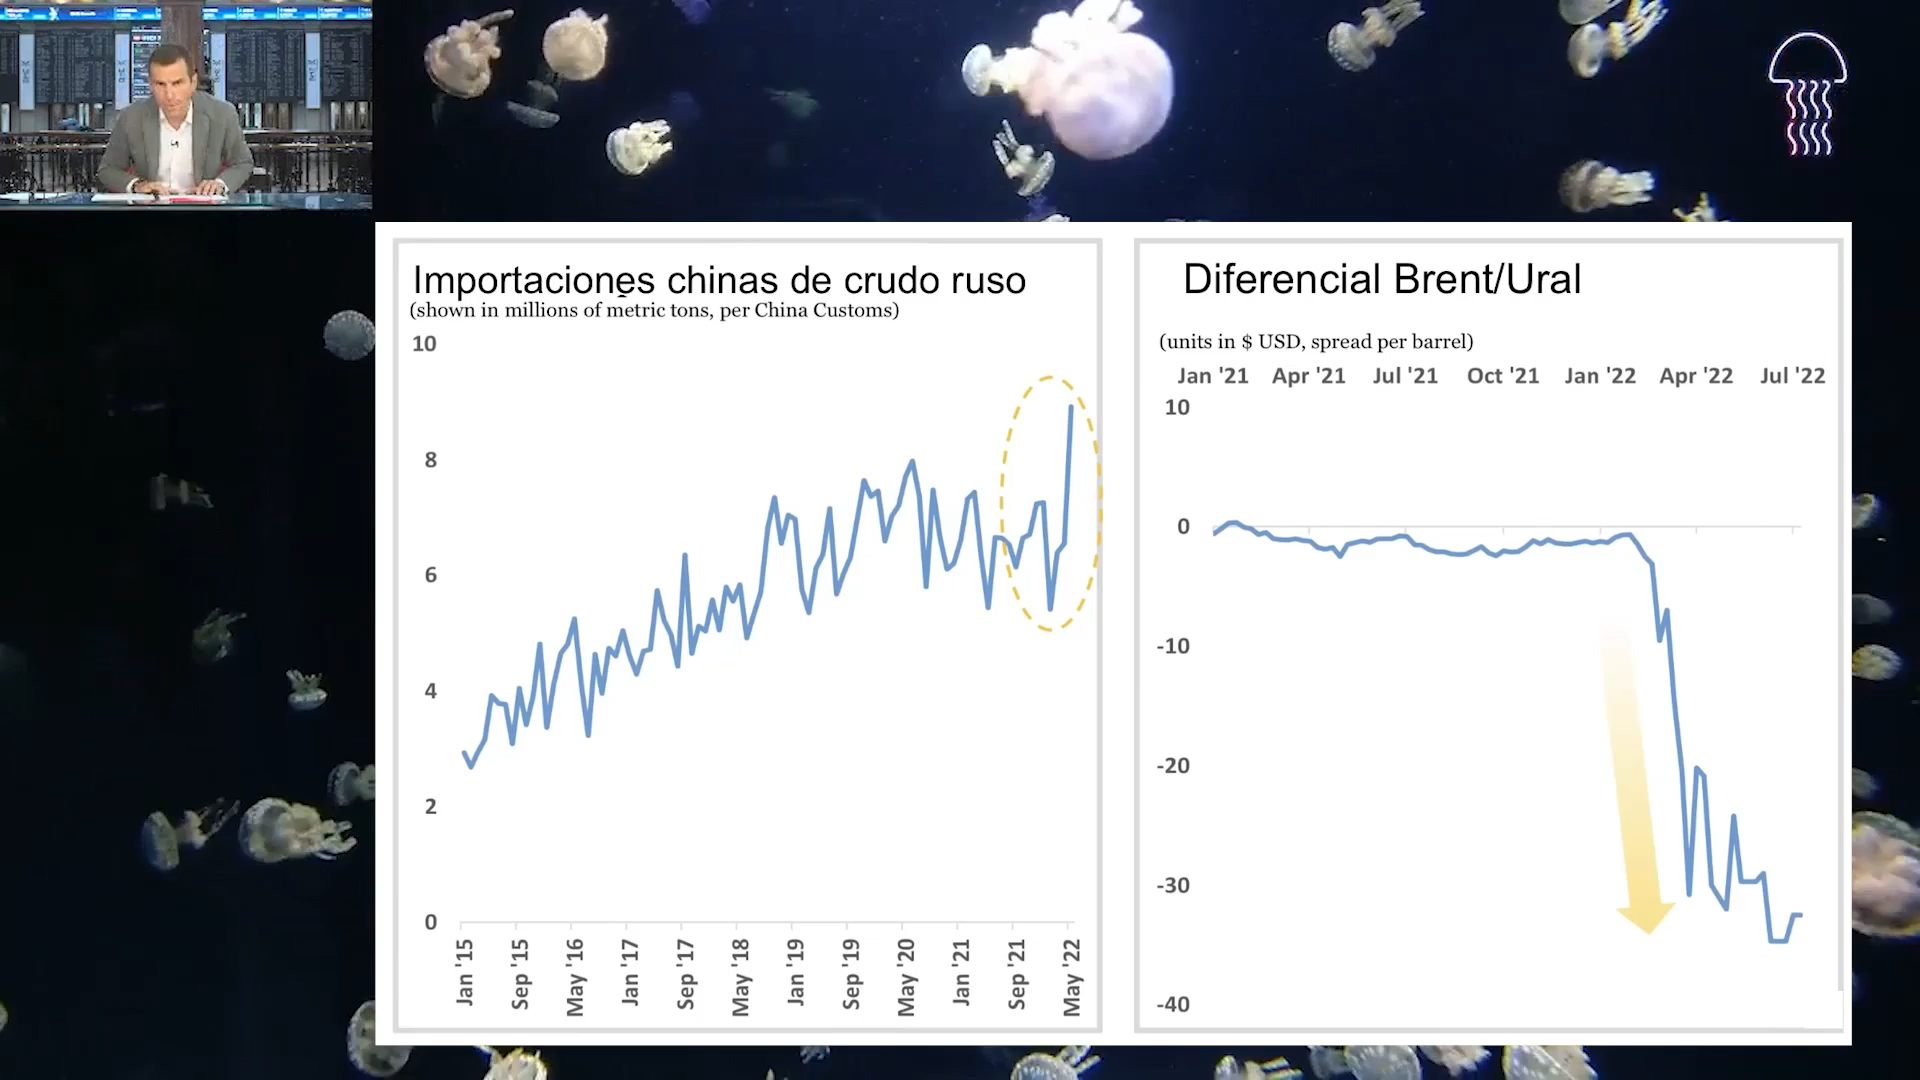 Importaciones chinas de crudo ruso
(shown in millions of metric tons, per China Customs)
10
8
6
4
2
0
Jan '15
Sep '15
May '16
Jan '17
Sep '17
May '18
Jan '19
Sep '19
May '20
Jan '21
Sep '21
May '22
Diferencial Brent/Ural
(units in $ USD, spread per barrel)
Jan '21 Apr '21 Jul '21 Oct '21 Jan '22 Apr '22 Jul '22
10
0
-10
-20
-30
-40